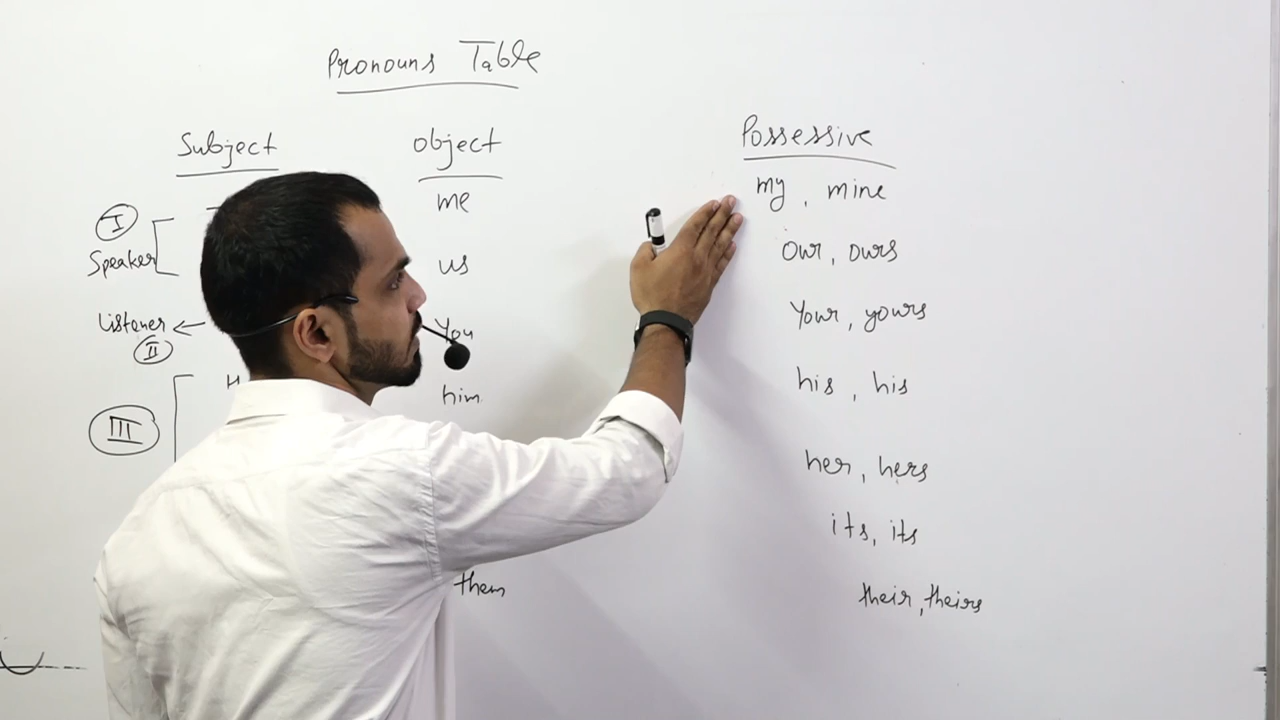 Pronouns Table
Subject object Possessive
I me my, mine
Speaker us Our, ours
Listener You Your, yours
II
H him his, his
III
her, hers
its, its
them their, theirs